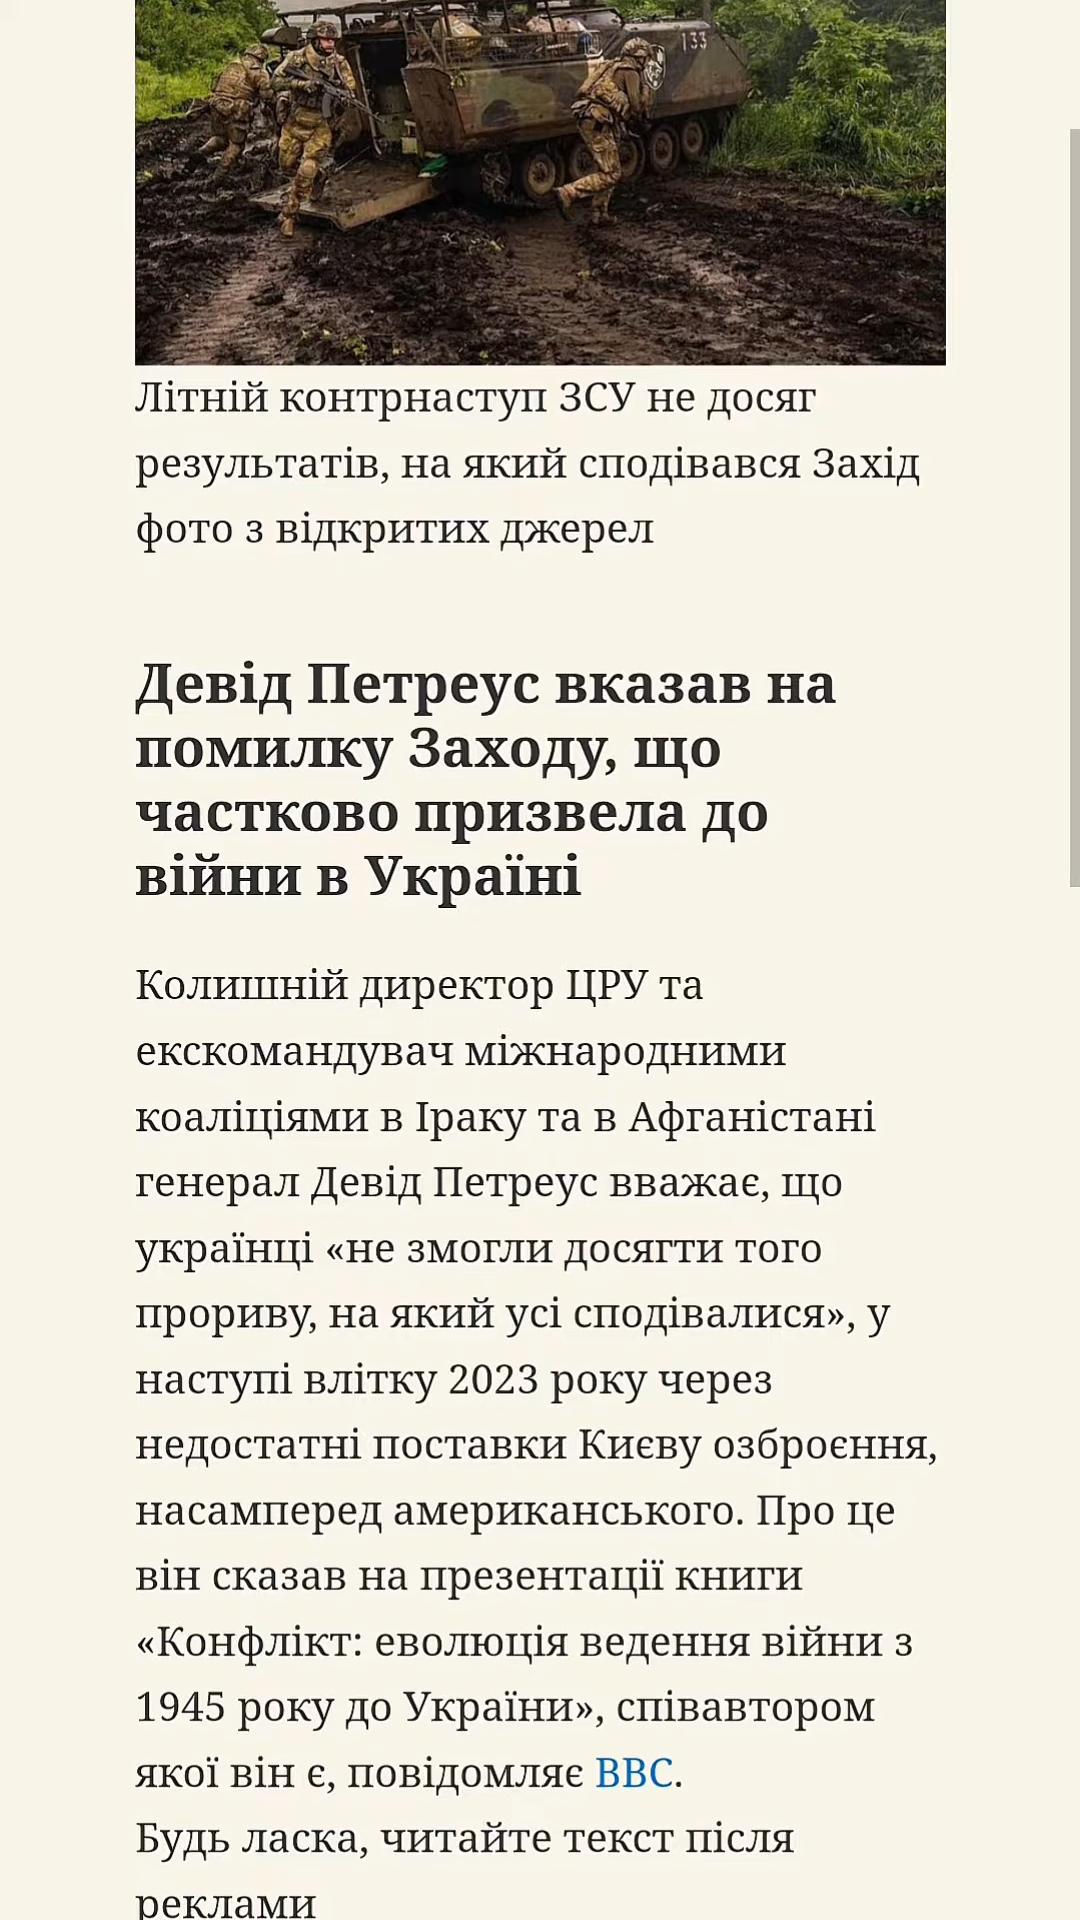 133
Літній контрнаступ ЗСУ не досяг
результатів, на який сподівався Захід
фото з відкритих джерел
Девід Петреус вказав на
помилку Заходу, що
частково призвела до
війни в Україні
Колишній директор ЦРУ та
екскомандувач міжнародними
коаліціями в Іраку та в Афганістані
генерал Девід Петреус вважає, що
українці «не змогли досягти того
прориву, на який усі сподівалися», у
наступі влітку 2023 року через
недостатні поставки Києву озброєння,
насамперед американського. Про це
він сказав на презентації книги
«Конфлікт: еволюція ведення війни з
1945 року до України», співавтором
якої він є, повідомляє BBC.
Будь ласка, читайте текст після
реклами